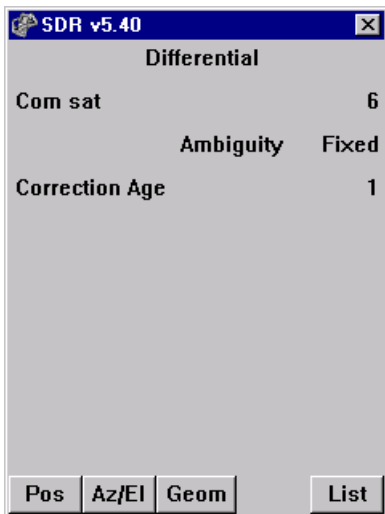 SDR v5.40
Differential
Com sat 6
Ambiguity Fixed
Correction Age 1
Pos Az/El Geom List